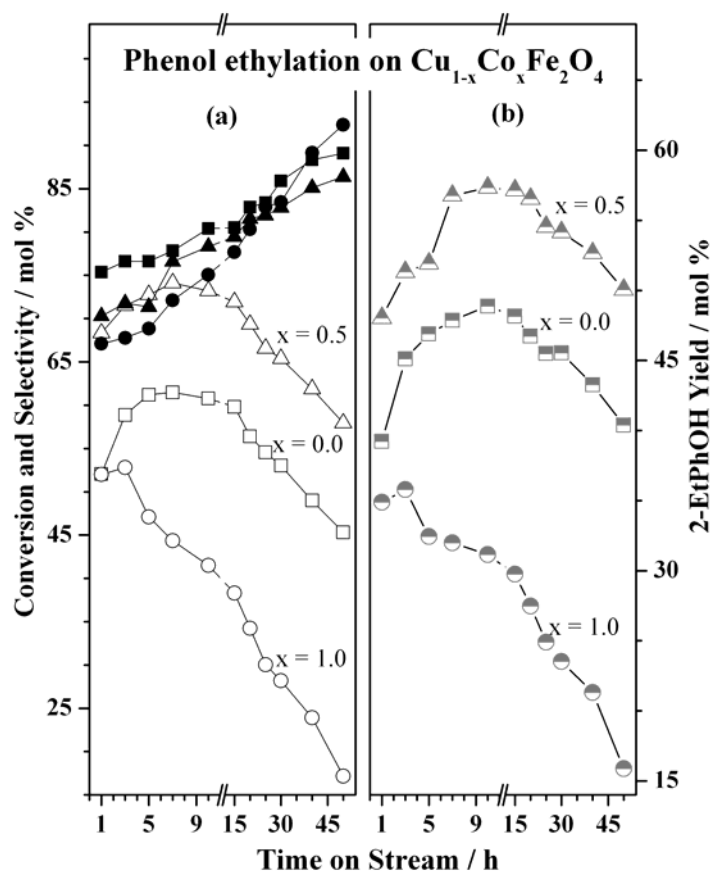 Phenol ethylation on Cu₁₋ₓCoₓFe₂O₄
(a)
(b)
Conversion and Selectivity / mol %
85
65
45
25
x = 0.5
x = 0.0
x = 1.0
1 5 9 15 30 45
x = 0.5
x = 0.0
x = 1.0
1 5 9 15 30 45
60
45
30
15
2-EtPhOH Yield / mol %
Time on Stream / h